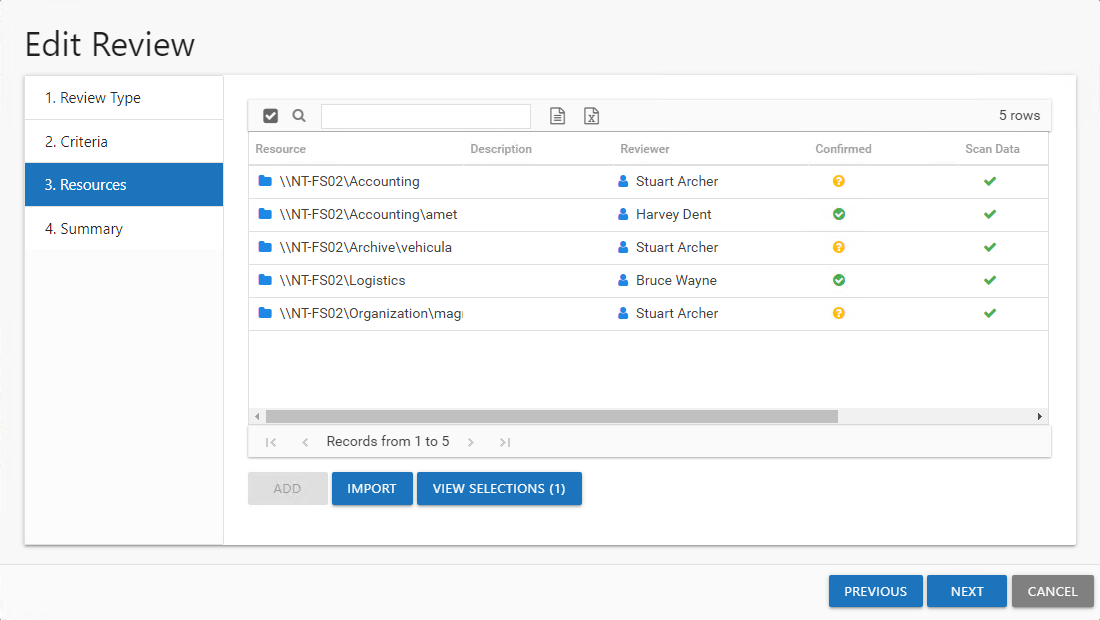 Edit Review
1. Review Type
2. Criteria
3. Resources
4. Summary
5 rows
Resource Description Reviewer Confirmed Scan Data
\\NT-FS02\Accounting Stuart Archer
\\NT-FS02\Accounting\amet Harvey Dent
\\NT-FS02\Archive\vehicula Stuart Archer
\\NT-FS02\Logistics Bruce Wayne
\\NT-FS02\Organization\mag Stuart Archer
Records from 1 to 5
ADD IMPORT VIEW SELECTIONS (1)
PREVIOUS NEXT CANCEL